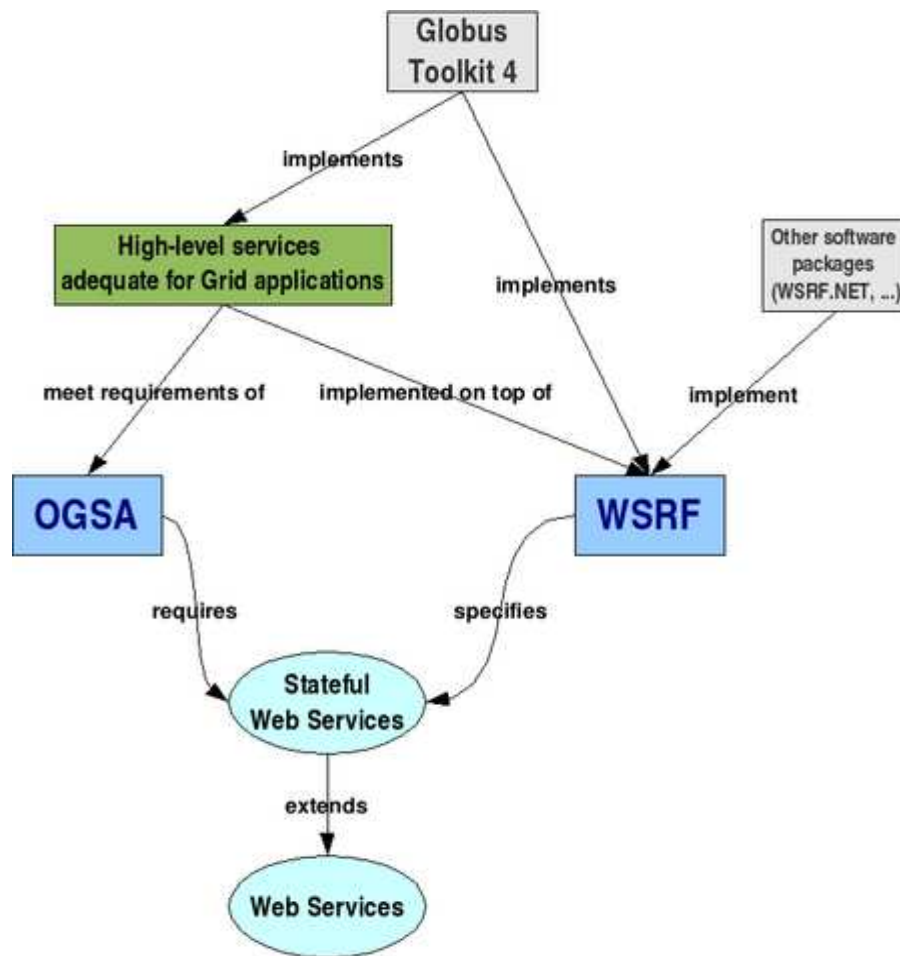 Globus
Toolkit 4
implements
High-level services
adequate for Grid applications
Other software
packages
(WSRF.NET, ...)
implements
meet requirements of
implemented on top of
implement
OGSA
WSRF
requires
specifies
Stateful
Web Services
extends
Web Services